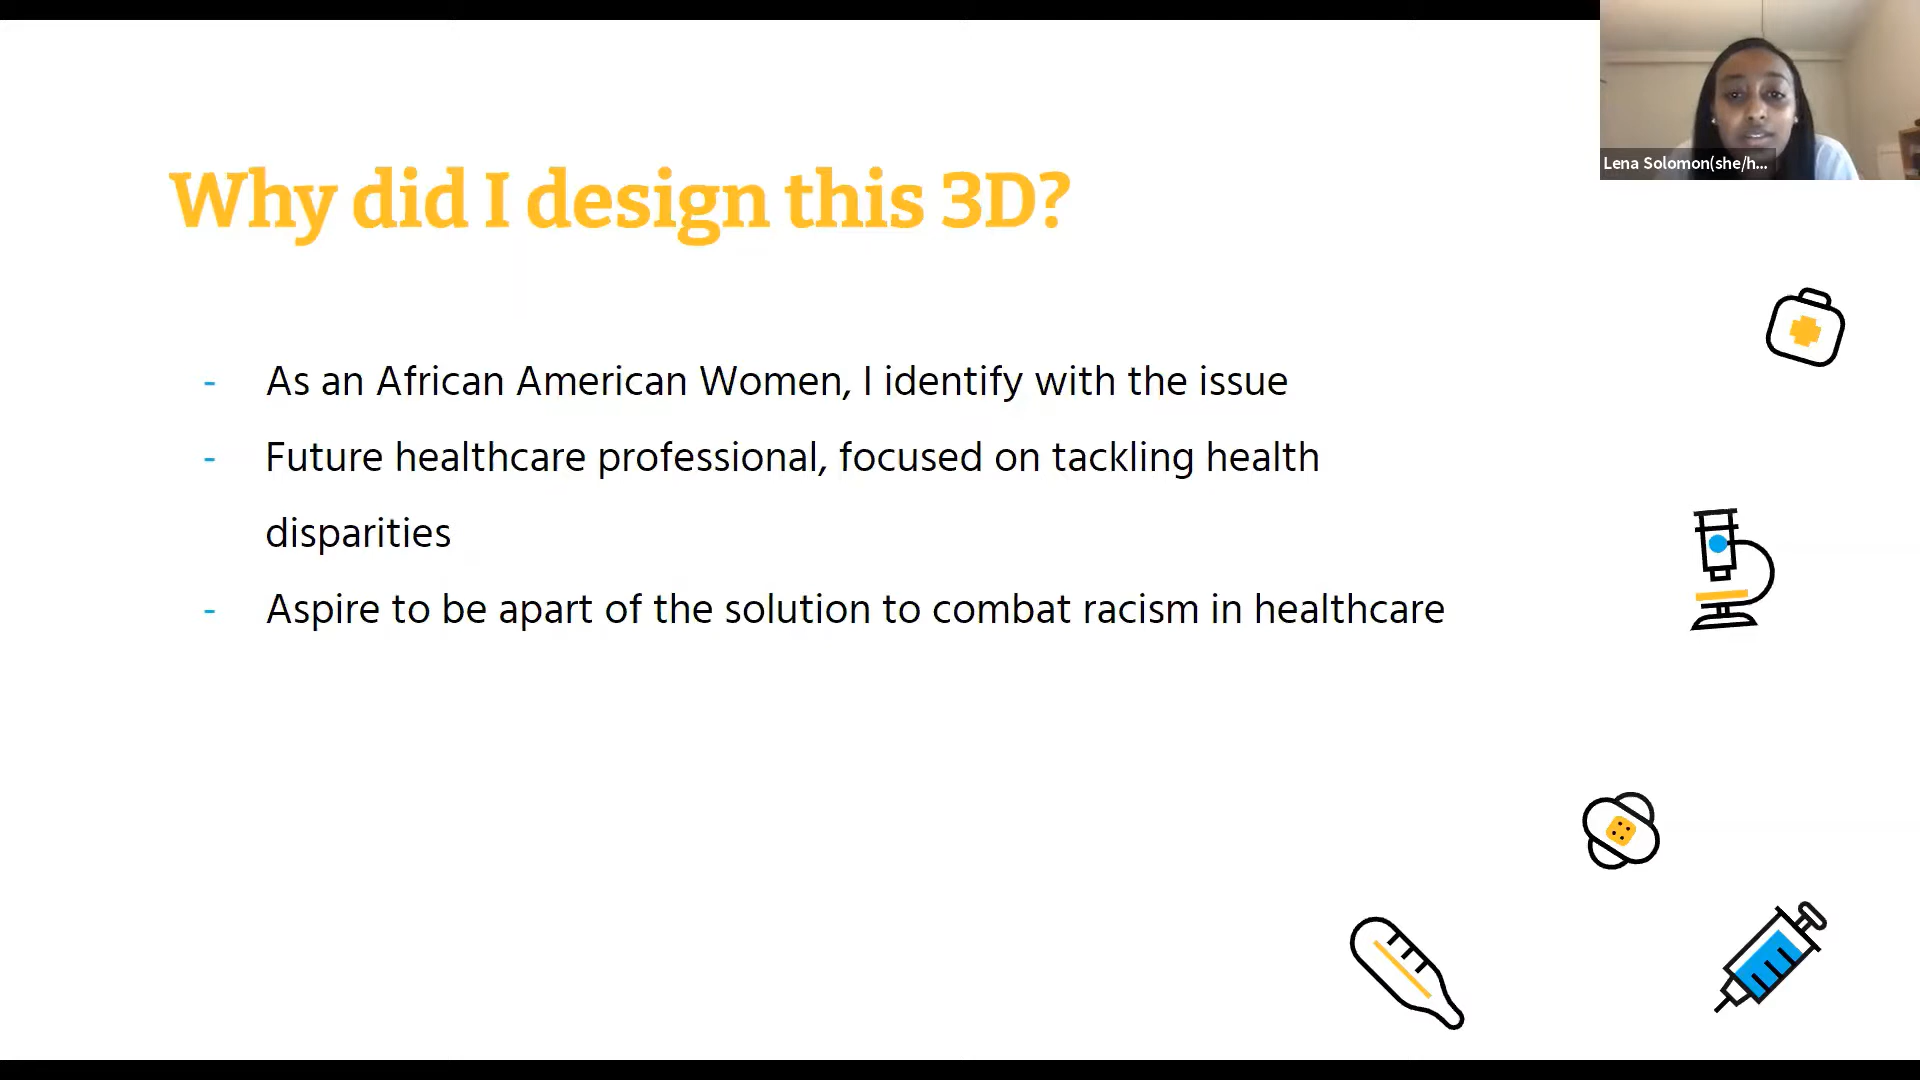 Why did I design this 3D?
Lena Solomon(she/h...
- As an African American Women, I identify with the issue
- Future healthcare professional, focused on tackling health
disparities
- Aspire to be apart of the solution to combat racism in healthcare